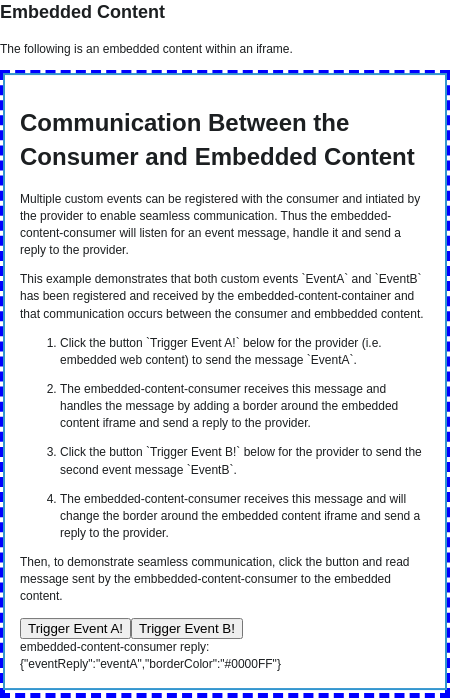 Embedded Content
The following is an embedded content within an iframe.
Communication Between the
Consumer and Embedded Content
Multiple custom events can be registered with the consumer and intiated by
the provider to enable seamless communication. Thus the embedded-
content-consumer will listen for an event message, handle it and send a
reply to the provider.
This example demonstrates that both custom events `EventA` and `EventB`
has been registered and received by the embedded-content-container and
that communication occurs between the consumer and embbedded content.
1. Click the button `Trigger Event A!` below for the provider (i.e.
embedded web content) to send the message `EventA`.
2. The embedded-content-consumer receives this message and
handles the message by adding a border around the embedded
content iframe and send a reply to the provider.
3. Click the button `Trigger Event B!` below for the provider to send the
second event message `EventB`.
4. The embedded-content-consumer receives this message and will
change the border around the embedded content iframe and send a
reply to the provider.
Then, to demonstrate seamless communication, click the button and read
message sent by the embbedded-content-consumer to the embedded
content.
Trigger Event A! Trigger Event B!
embedded-content-consumer reply:
{"eventReply":"eventA","borderColor":"#0000FF"}